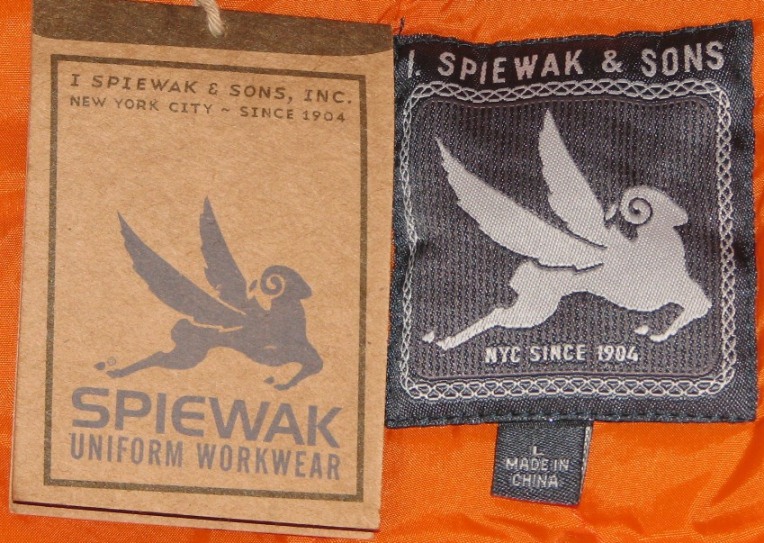 I SPIEWAK & SONS, INC.
NEW YORK CITY ~ SINCE 1904
®
SPIEWAK
UNIFORM WORKWEAR
I. SPIEWAK & SONS
NYC SINCE 1904
L
MADE IN
CHINA